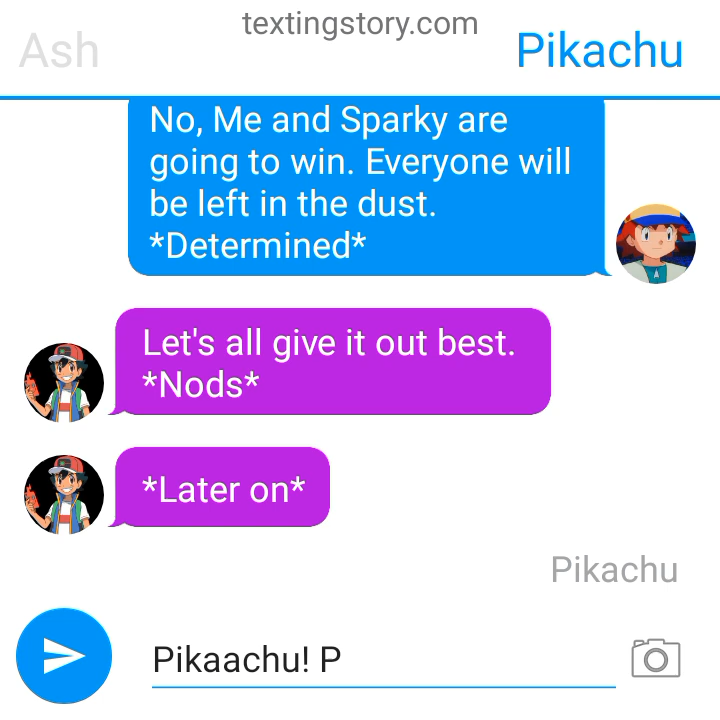 textingstory.com
Ash
Pikachu
No, Me and Sparky are
going to win. Everyone will
be left in the dust.
*Determined*
Let's all give it out best.
*Nods*
*Later on*
Pikachu
Pikaachu! P